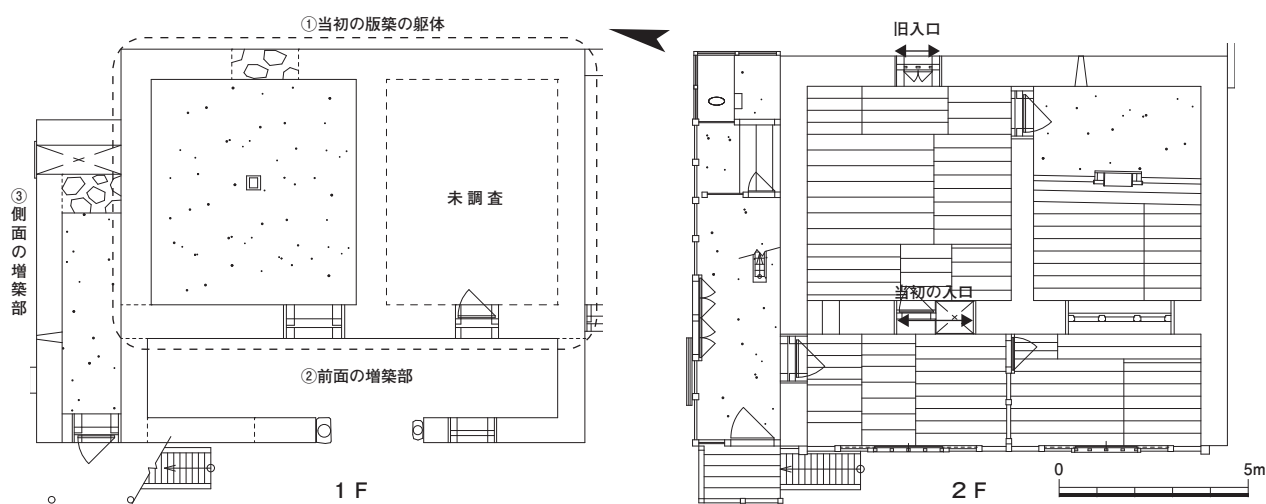 ①当初の版築の躯体
未調査
③側面の増築部
②前面の増築部
1F
旧入口
当初の入口
2F
0
5m